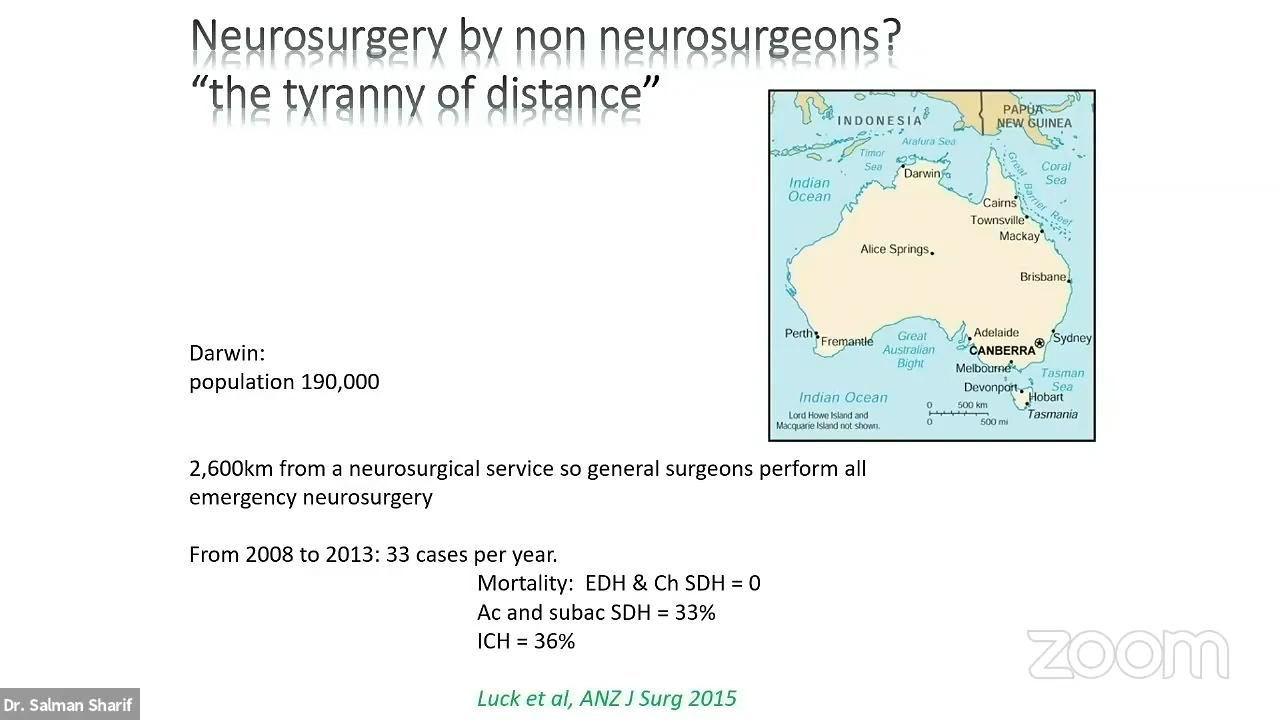 Neurosurgery by non neurosurgeons?
“the tyranny of distance”
INDONESIA
PAPUA
NEW GUINEA
Arafura Sea
Timor
Sea
Darwin
Coral
Sea
Great Barrier Reef
Indian
Ocean
Cairns
Townsville
Mackay
Alice Springs
Brisbane
Perth
Fremantle
Great
Australian
Bight
Adelaide
CANBERRA
Sydney
Melbourne
Tasman
Sea
Devonport
Hobart
Tasmania
Indian Ocean
0 500 km
0 500 mi
Lord Howe Island and
Macquarie Island not shown.
Darwin:
population 190,000
2,600km from a neurosurgical service so general surgeons perform all
emergency neurosurgery
From 2008 to 2013: 33 cases per year.
Mortality: EDH & Ch SDH = 0
Ac and subac SDH = 33%
ICH = 36%
Luck et al, ANZ J Surg 2015
zoom
Dr. Salman Sharif